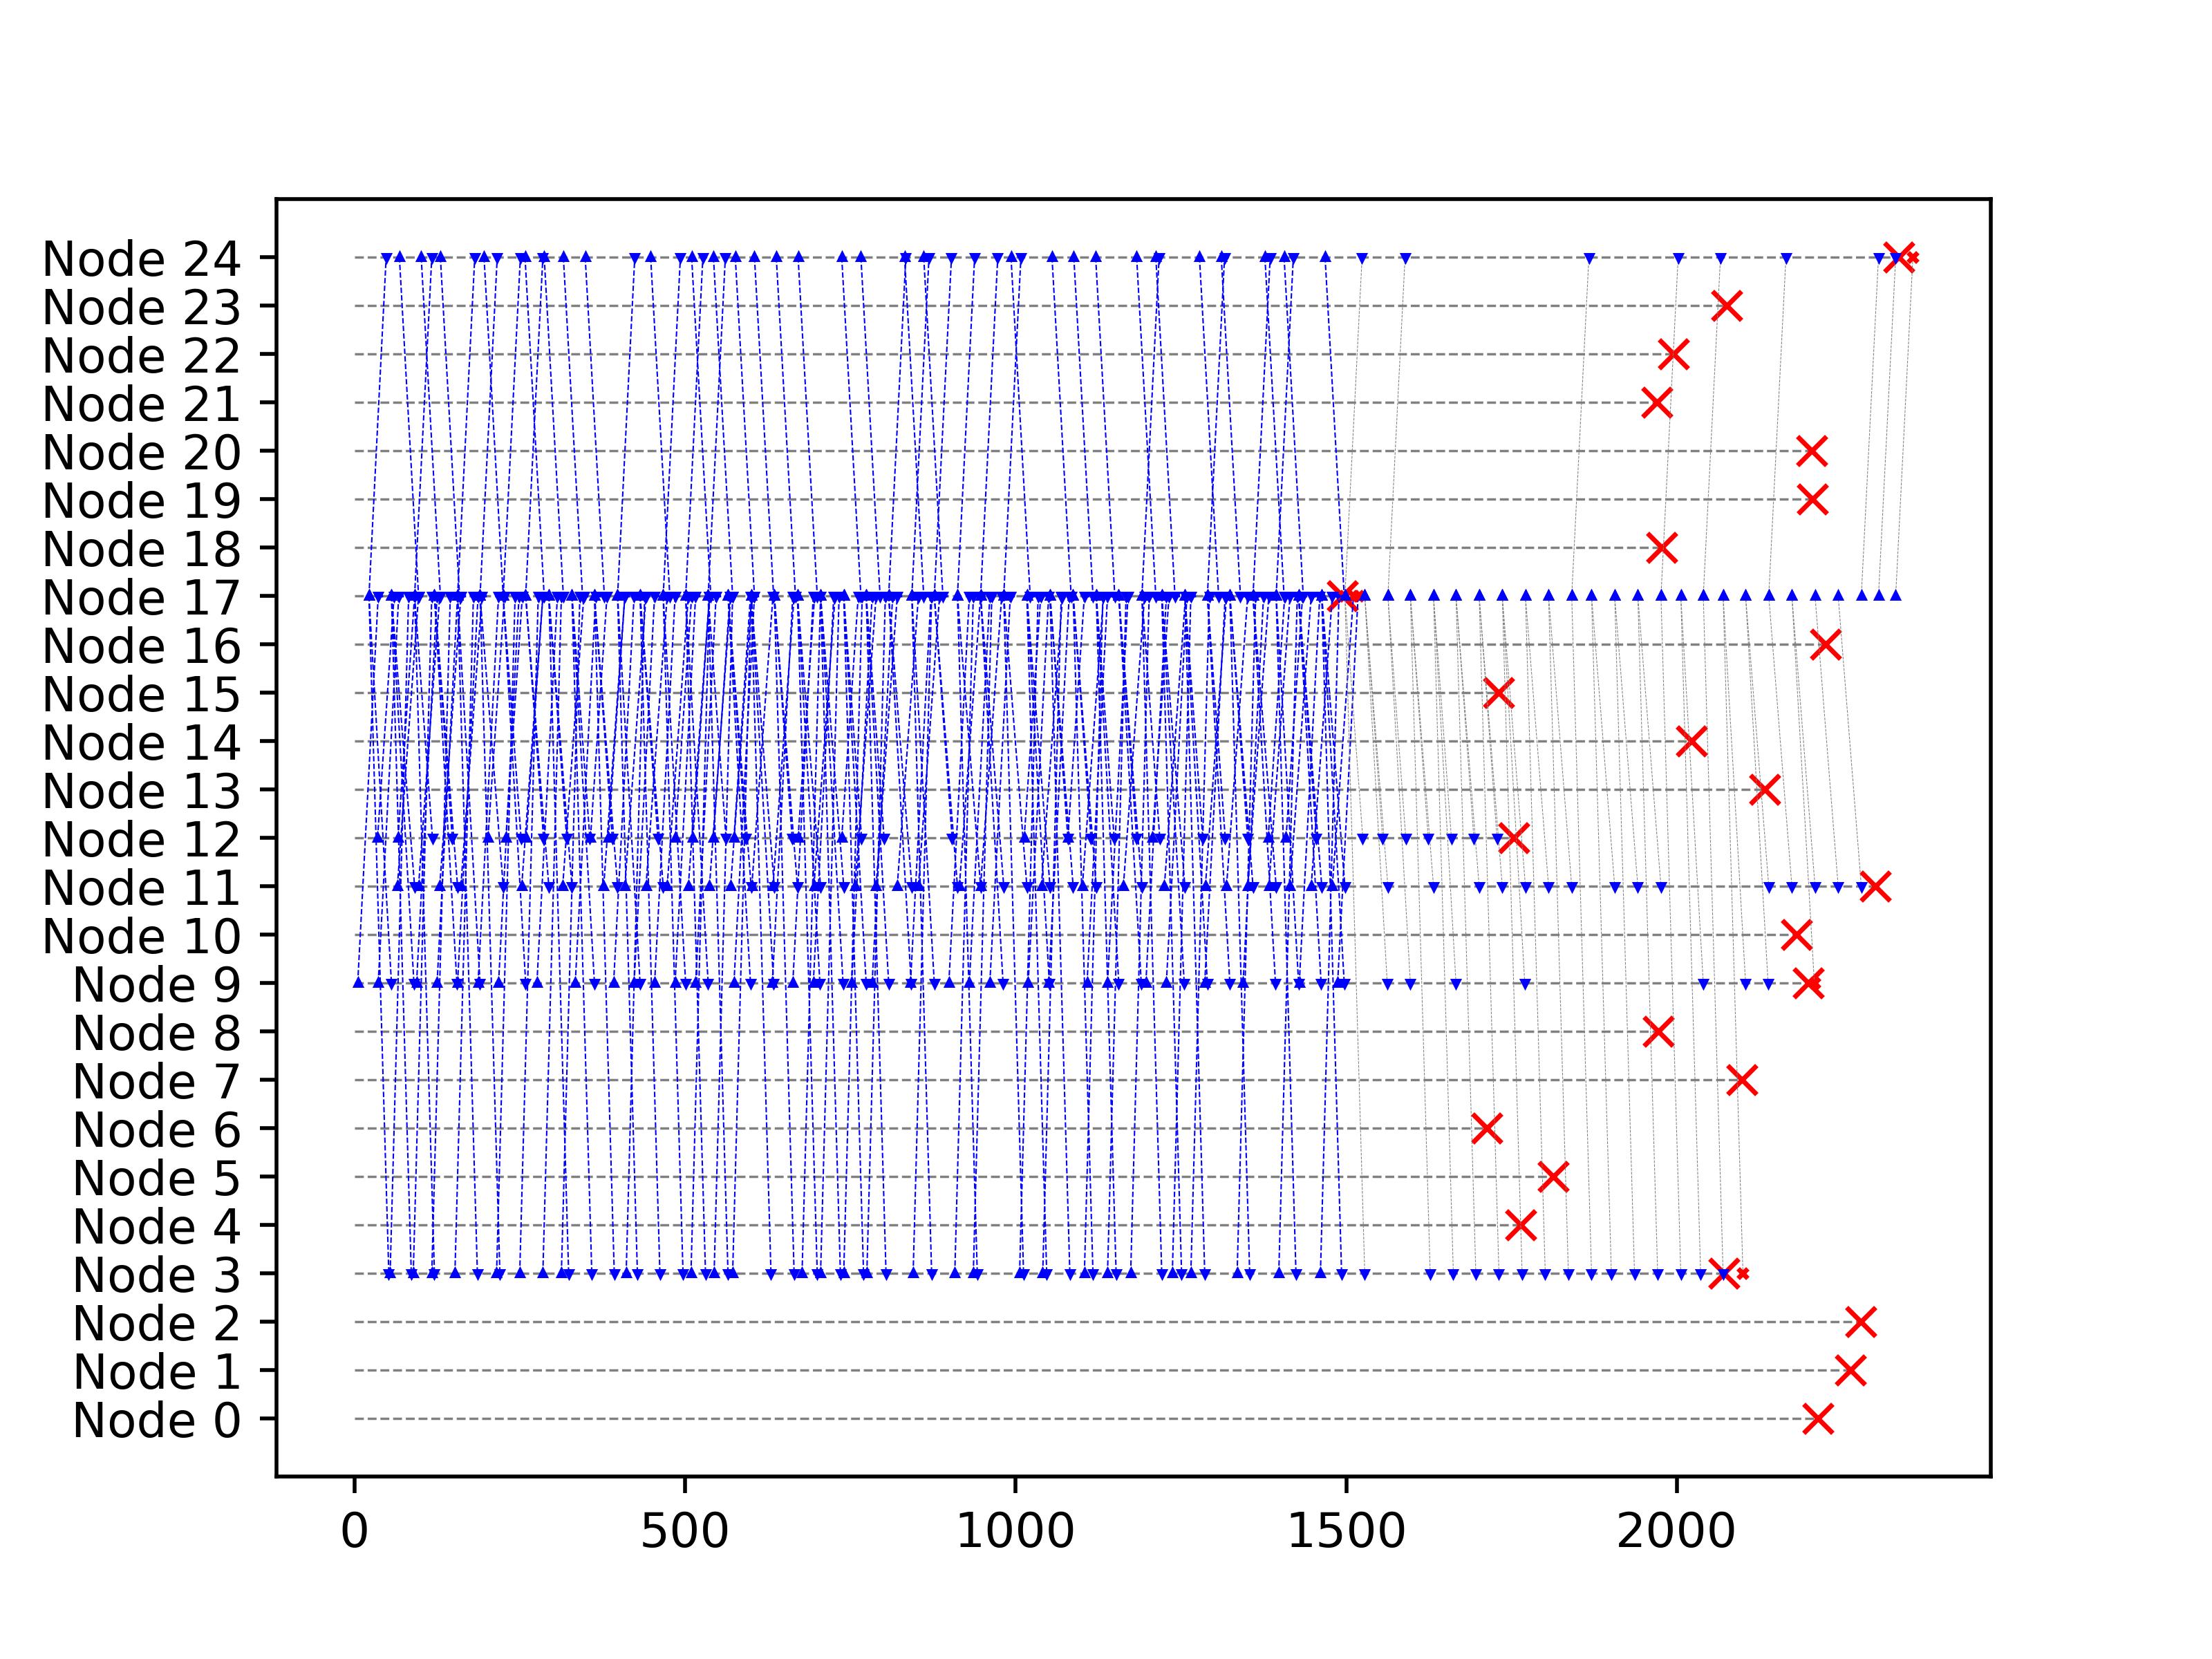 Node 24
Node 23
Node 22
Node 21
Node 20
Node 19
Node 18
Node 17
Node 16
Node 15
Node 14
Node 13
Node 12
Node 11
Node 10
Node 9
Node 8
Node 7
Node 6
Node 5
Node 4
Node 3
Node 2
Node 1
Node 0
0 500 1000 1500 2000